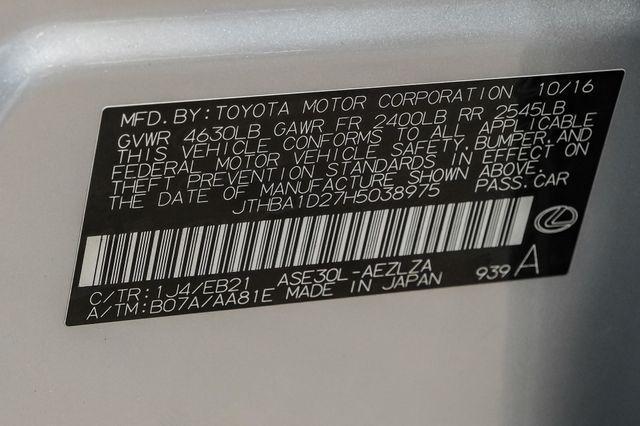 MFD. BY: TOYOTA MOTOR CORPORATION 10/16
GVWR 4630LB GAWR FR 2400LB RR 2545LB
THIS VEHICLE CONFORMS TO ALL APPLICABLE
FEDERAL MOTOR VEHICLE SAFETY, BUMPER, AND
THEFT PREVENTION STANDARDS IN EFFECT ON
THE DATE OF MANUFACTURE SHOWN ABOVE.
JTHBA1D27H5038975 PASS. CAR
C/TR: 1J4/EB21 ASE30L-AEZLZA
A/TM: B07A/AA81E MADE IN JAPAN 939 A